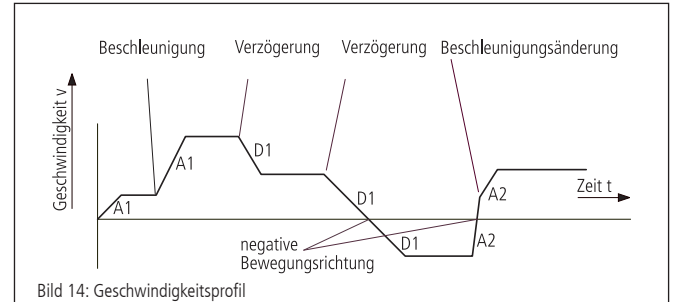 Beschleunigung Verzögerung Verzögerung Beschleunigungsänderung
Geschwindigkeit v
A1
A1
D1
D1
D1
A2
A2
Zeit t
negative
Bewegungsrichtung
Bild 14: Geschwindigkeitsprofil